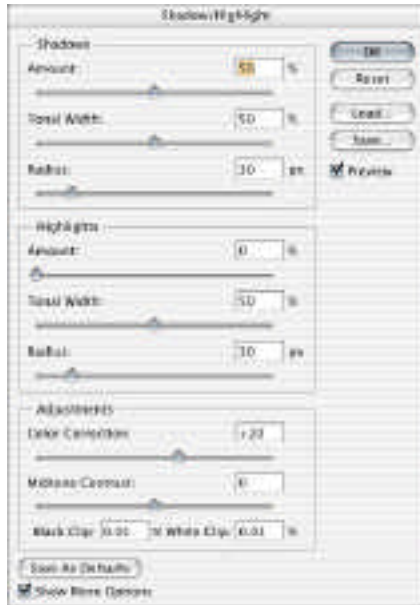 Shadow/Highlight
Shadows
Amount: 50 %
Tonal Width: 50 %
Radius: 30 px
Highlights
Amount: 0 %
Tonal Width: 50 %
Radius: 30 px
Adjustments
Color Correction: +20
Midtone Contrast: 0
Black Clip: 0.01 % White Clip: 0.01 %
Save As Defaults
Show More Options
OK
Reset
Load...
Save...
Preview